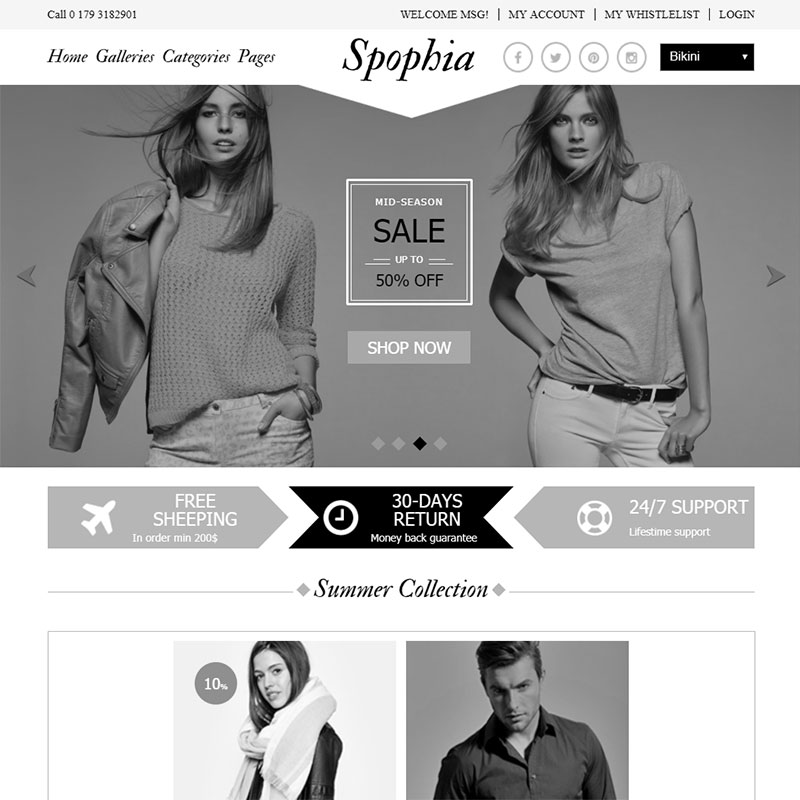 Call 0 179 3182901
WELCOME MSG! | MY ACCOUNT | MY WHISTLELIST | LOGIN
Home Galleries Categories Pages
Spophia
Bikini
MID-SEASON
SALE
UP TO
50% OFF
SHOP NOW
FREE
SHEEPING
In order min 200$
30-DAYS
RETURN
Money back guarantee
24/7 SUPPORT
Lifestime support
Summer Collection
10%